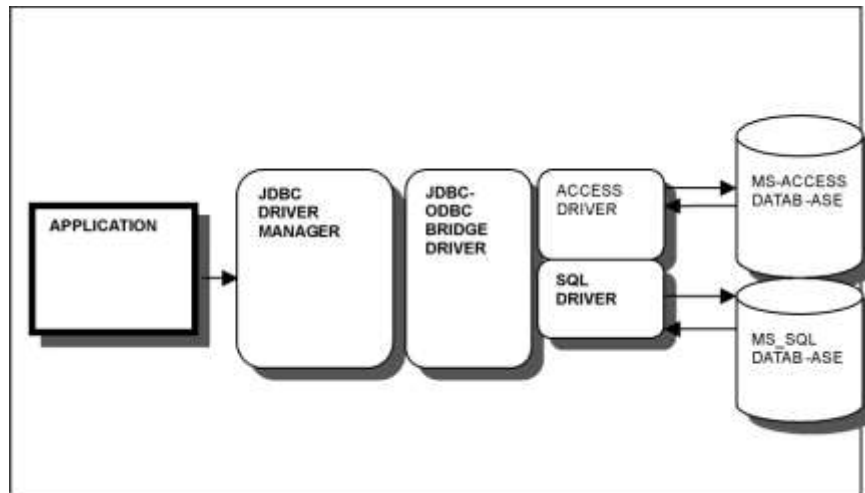 APPLICATION
JDBC
DRIVER
MANAGER
JDBC-
ODBC
BRIDGE
DRIVER
ACCESS
DRIVER
SQL
DRIVER
MS-ACCESS
DATAB-ASE
MS_SQL
DATAB-ASE